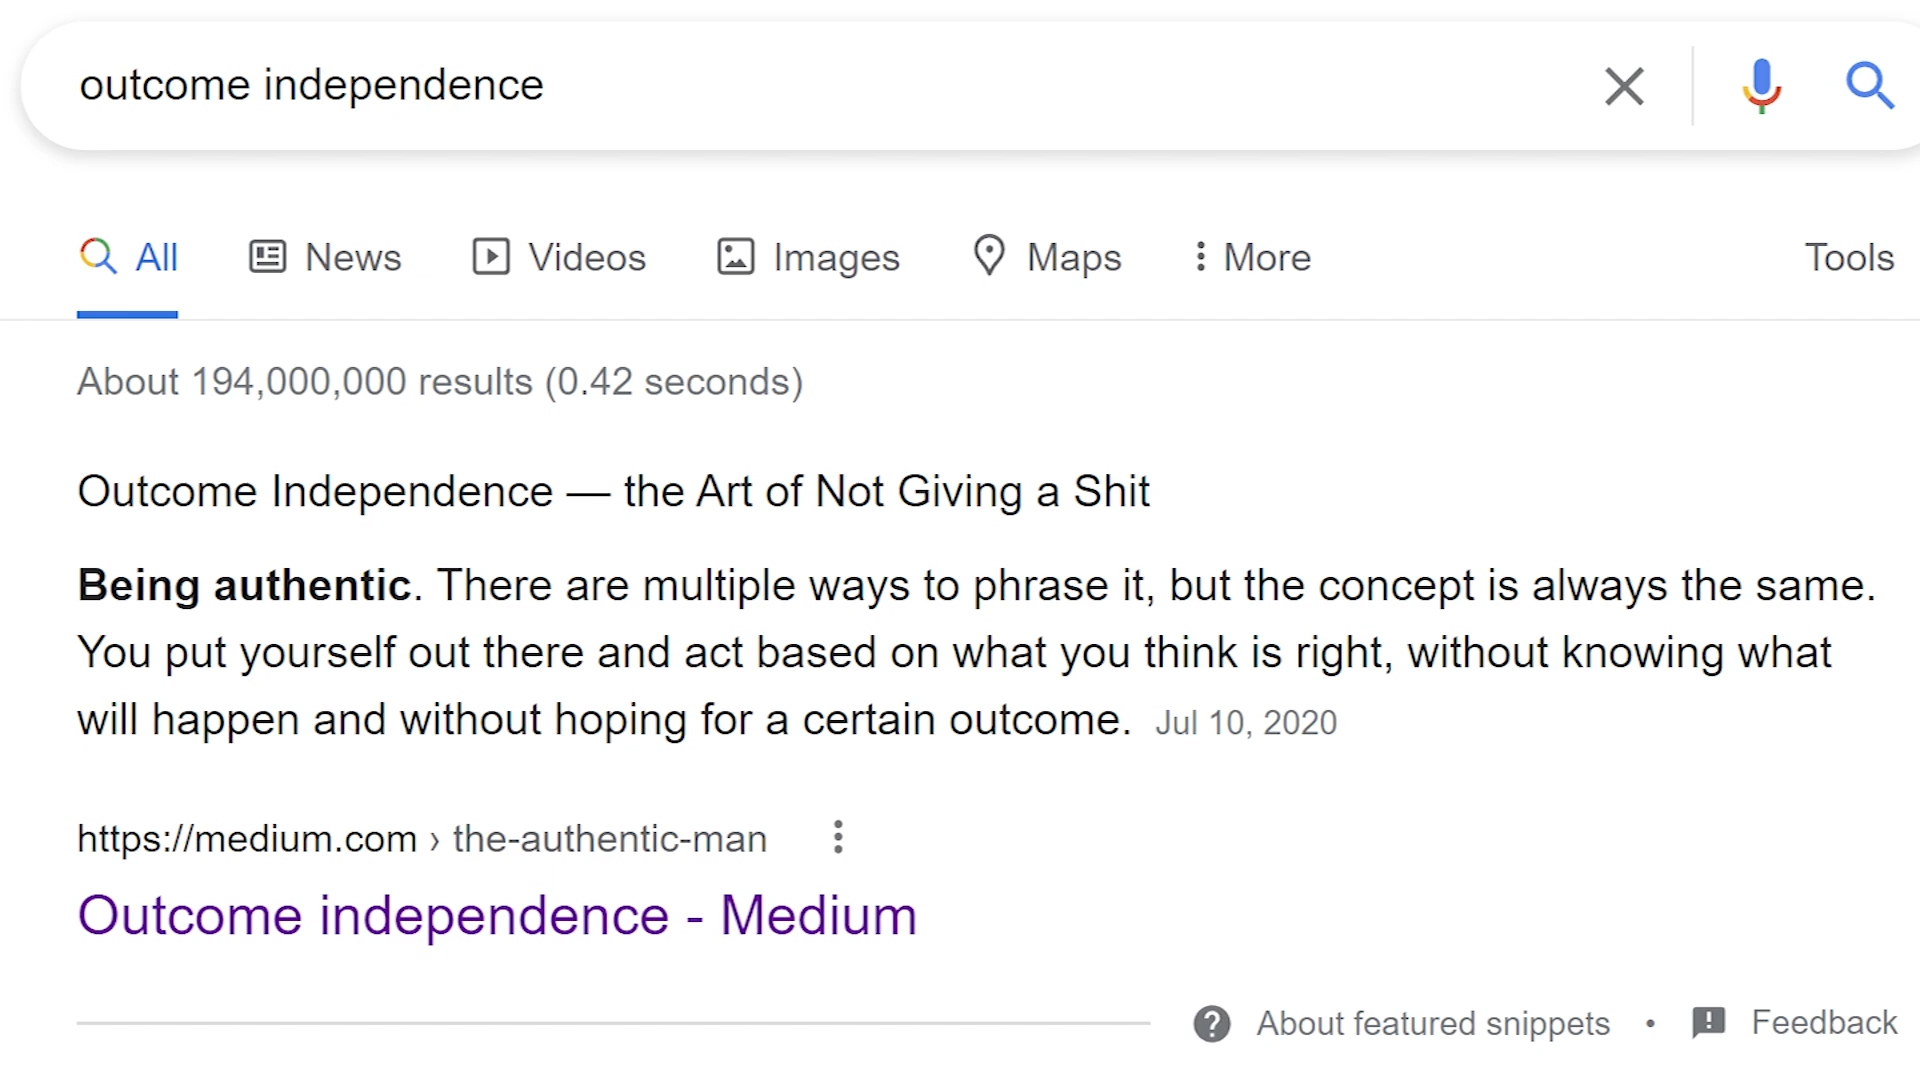 outcome independence
All News Videos Images Maps More Tools
About 194,000,000 results (0.42 seconds)
Outcome Independence — the Art of Not Giving a Shit
Being authentic. There are multiple ways to phrase it, but the concept is always the same.
You put yourself out there and act based on what you think is right, without knowing what
will happen and without hoping for a certain outcome. Jul 10, 2020
https://medium.com › the-authentic-man
Outcome independence - Medium
About featured snippets • Feedback